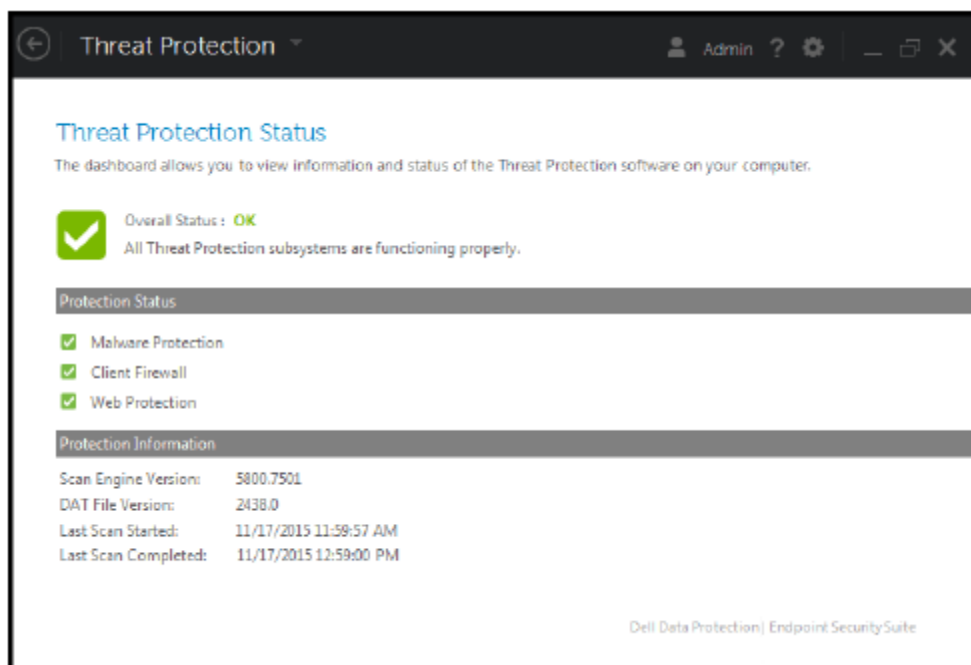 Threat Protection
Admin ?
Threat Protection Status
The dashboard allows you to view information and status of the Threat Protection software on your computer.
Overall Status : OK
All Threat Protection subsystems are functioning properly.
Protection Status
Malware Protection
Client Firewall
Web Protection
Protection Information
Scan Engine Version: 5800.7501
DAT File Version: 2438.0
Last Scan Started: 11/17/2015 11:59:57 AM
Last Scan Completed: 11/17/2015 12:59:00 PM
Dell Data Protection| Endpoint Security Suite